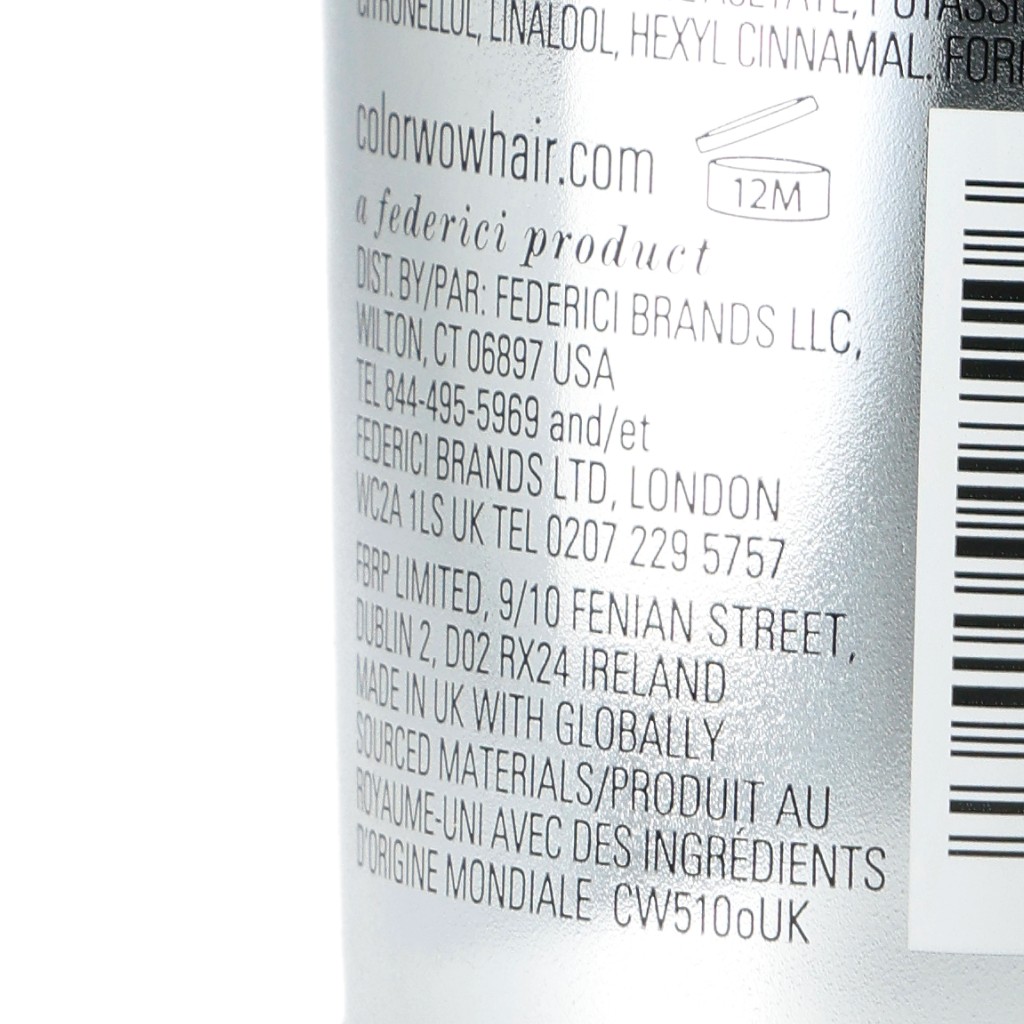 CITRONELLOL, LINALOOL, HEXYL CINNAMAL.
colorwowhair.com
12M
a federici product
DIST. BY/PAR: FEDERICI BRANDS LLC,
WILTON, CT 06897 USA
TEL 844-495-5969 and/et
FEDERICI BRANDS LTD, LONDON
WC2A 1LS UK TEL 0207 229 5757
FBRP LIMITED, 9/10 FENIAN STREET,
DUBLIN 2, D02 RX24 IRELAND
MADE IN UK WITH GLOBALLY
SOURCED MATERIALS/PRODUIT AU
ROYAUME-UNI AVEC DES INGRÉDIENTS
D'ORIGINE MONDIALE CW510oUK